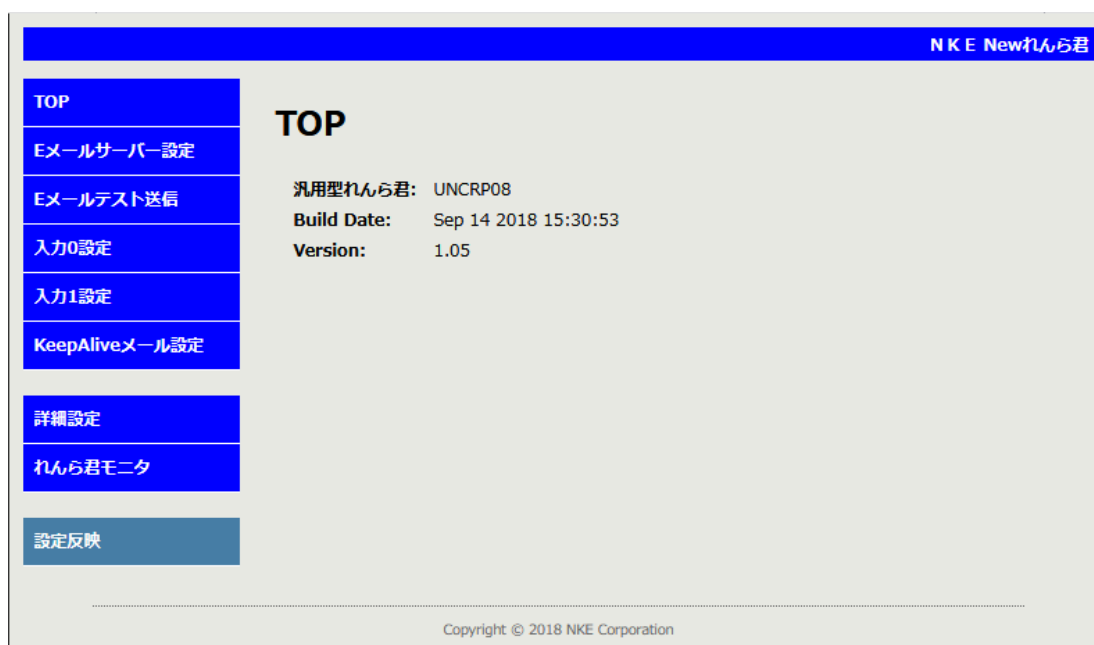 N K E Newれんら君
TOP
Eメールサーバー設定
Eメールテスト送信
入力0設定
入力1設定
KeepAliveメール設定
詳細設定
れんら君モニタ
設定反映
TOP
汎用型れんら君: UNCRP08
Build Date: Sep 14 2018 15:30:53
Version: 1.05
Copyright © 2018 NKE Corporation